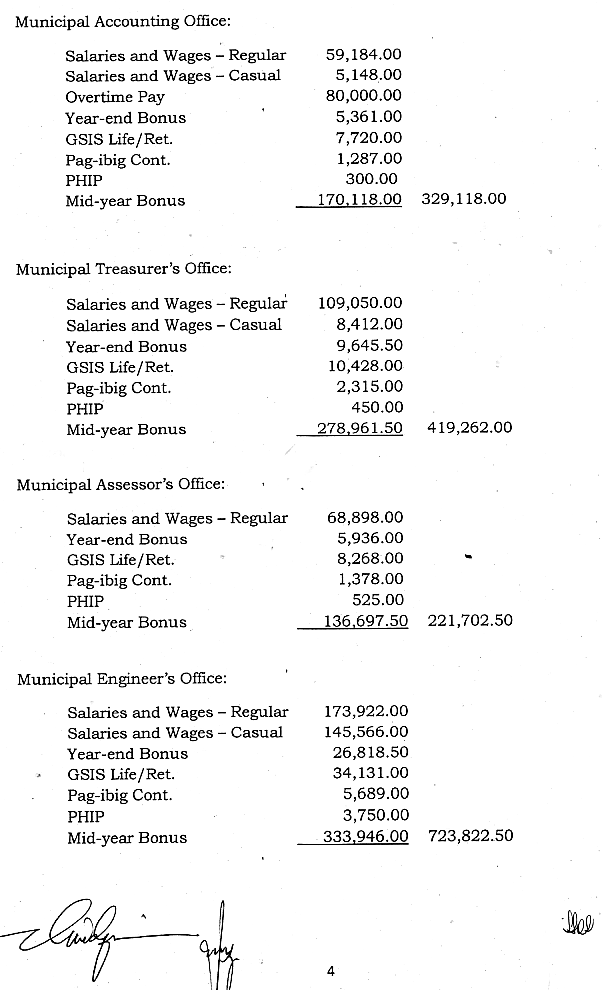 Municipal Accounting Office:
Salaries and Wages – Regular 59,184.00
Salaries and Wages – Casual 5,148.00
Overtime Pay 80,000.00
Year-end Bonus 5,361.00
GSIS Life/Ret. 7,720.00
Pag-ibig Cont. 1,287.00
PHIP 300.00
Mid-year Bonus 170,118.00 329,118.00
Municipal Treasurer's Office:
Salaries and Wages – Regular 109,050.00
Salaries and Wages – Casual 8,412.00
Year-end Bonus 9,645.50
GSIS Life/Ret. 10,428.00
Pag-ibig Cont. 2,315.00
PHIP 450.00
Mid-year Bonus 278,961.50 419,262.00
Municipal Assessor's Office:
Salaries and Wages – Regular 68,898.00
Year-end Bonus 5,936.00
GSIS Life/Ret. 8,268.00
Pag-ibig Cont. 1,378.00
PHIP 525.00
Mid-year Bonus 136,697.50 221,702.50
Municipal Engineer's Office:
Salaries and Wages – Regular 173,922.00
Salaries and Wages – Casual 145,566.00
Year-end Bonus 26,818.50
GSIS Life/Ret. 34,131.00
Pag-ibig Cont. 5,689.00
PHIP 3,750.00
Mid-year Bonus 333,946.00 723,822.50
4